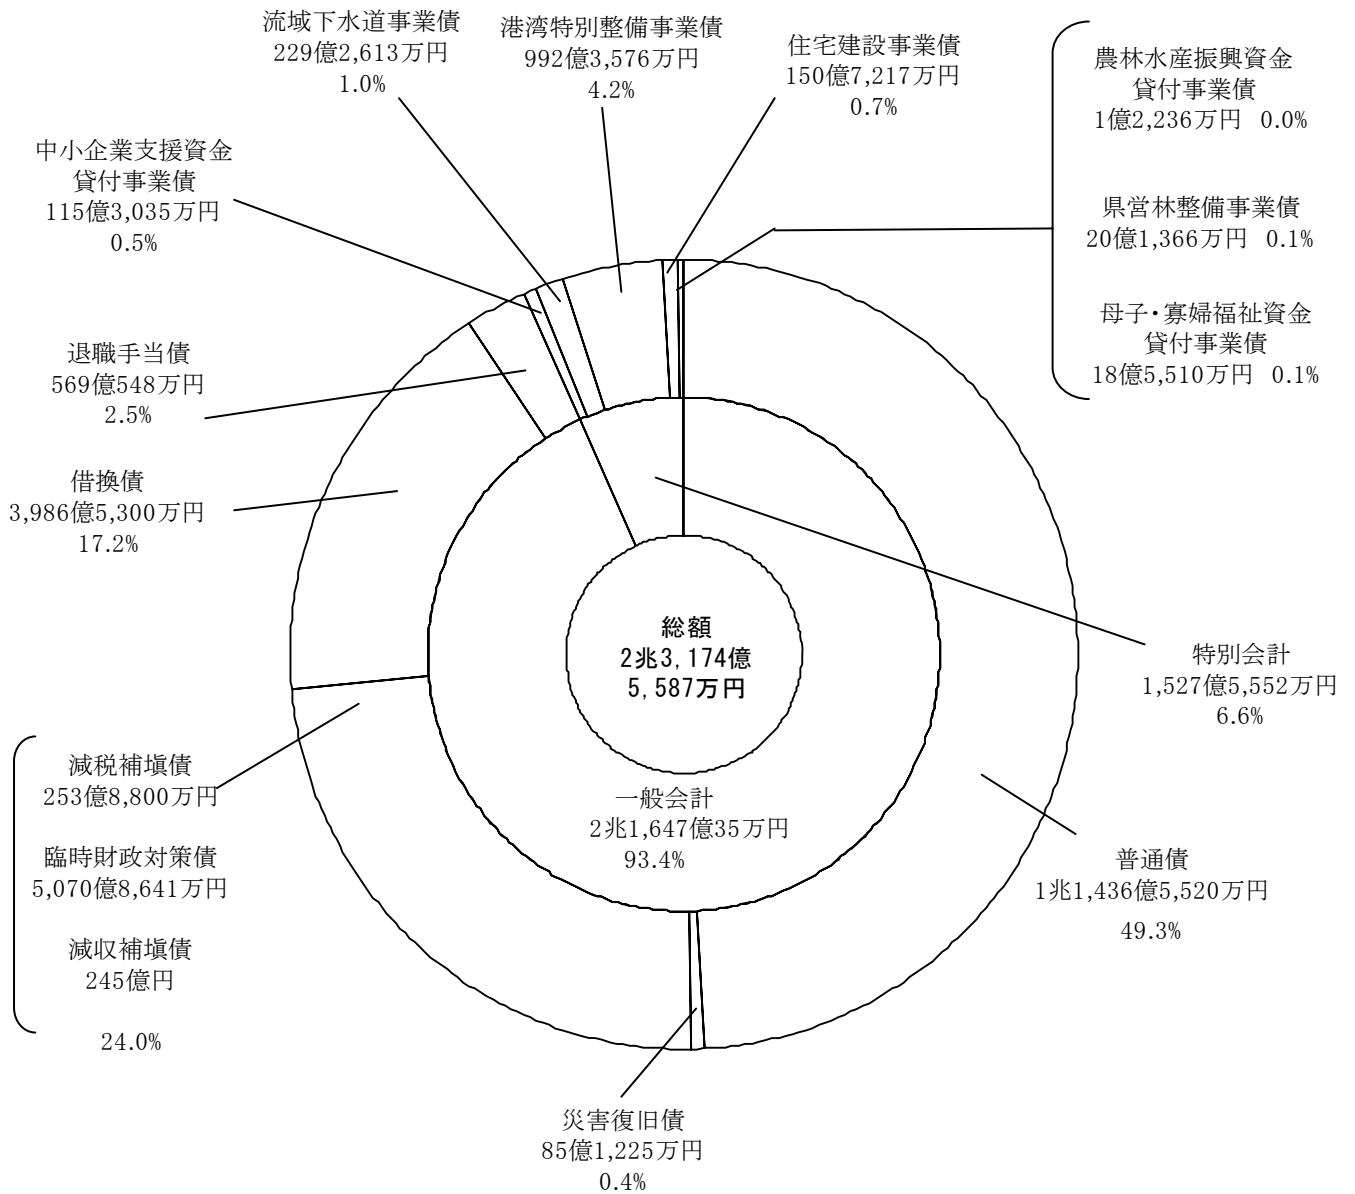 流域下水道事業債
229億2,613万円
1.0%
港湾特別整備事業債
992億3,576万円
4.2%
住宅建設事業債
150億7,217万円
0.7%
農林水産振興資金
貸付事業債
1億2,236万円 0.0%
県営林整備事業債
20億1,366万円 0.1%
母子・寡婦福祉資金
貸付事業債
18億5,510万円 0.1%
中小企業支援資金
貸付事業債
115億3,035万円
0.5%
退職手当債
569億548万円
2.5%
借換債
3,986億5,300万円
17.2%
総額
2兆3,174億
5,587万円
特別会計
1,527億5,552万円
6.6%
減税補塡債
253億8,800万円
臨時財政対策債
5,070億8,641万円
減収補塡債
245億円
24.0%
一般会計
2兆1,647億35万円
93.4%
普通債
1兆1,436億5,520万円
49.3%
災害復旧債
85億1,225万円
0.4%